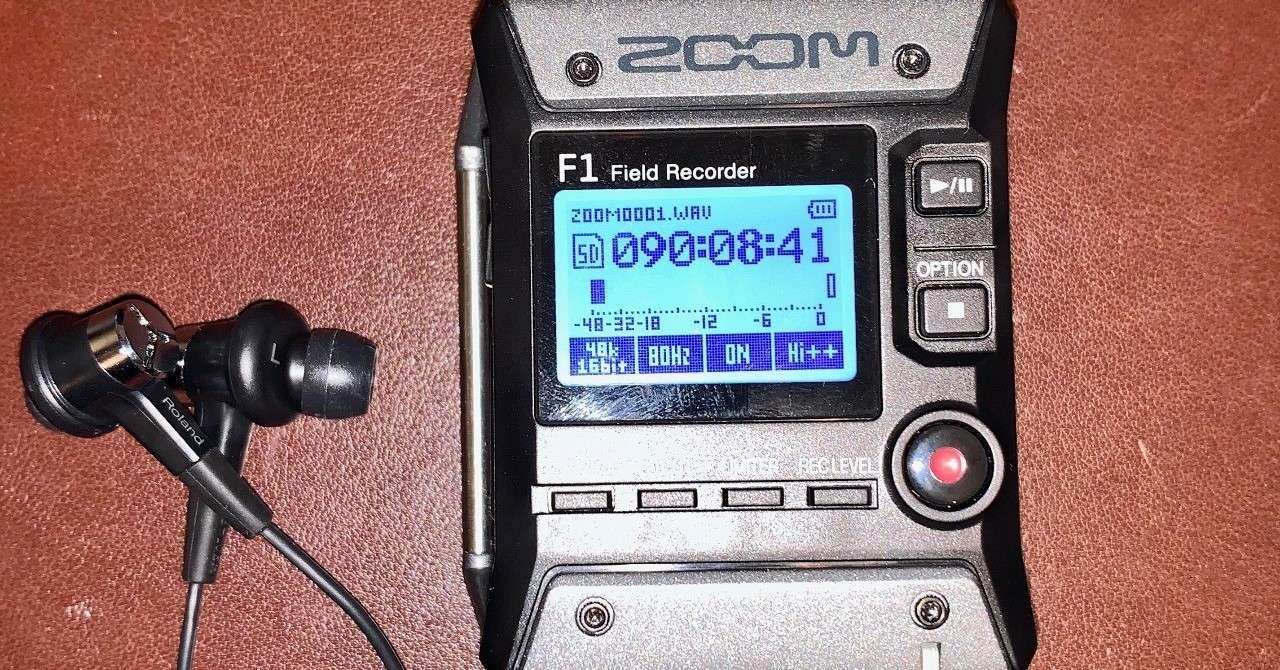 ZOOM
F1 Field Recorder
ZOOM0001.WAV
SD 090:08:41
-48-32-18 -12 -6 0
48k 80Hz ON Hi++
16bit
OPTION
REC LEVEL
L
Roland